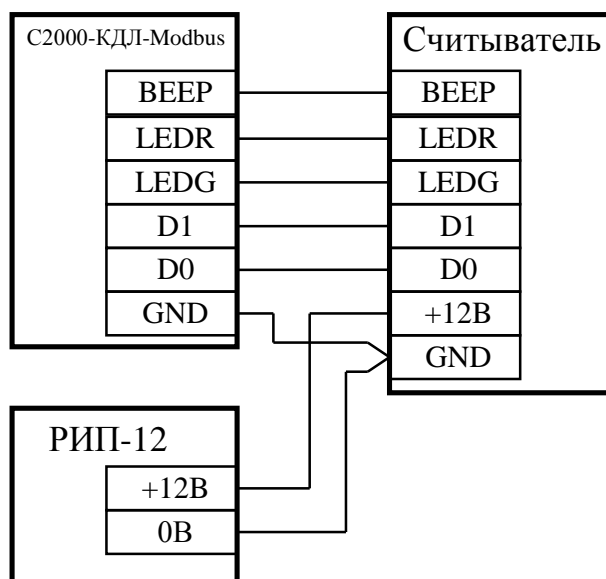 С2000-КДЛ-Modbus
BEEP
LEDR
LEDG
D1
D0
GND
Считыватель
BEEP
LEDR
LEDG
D1
D0
+12В
GND
РИП-12
+12В
0В